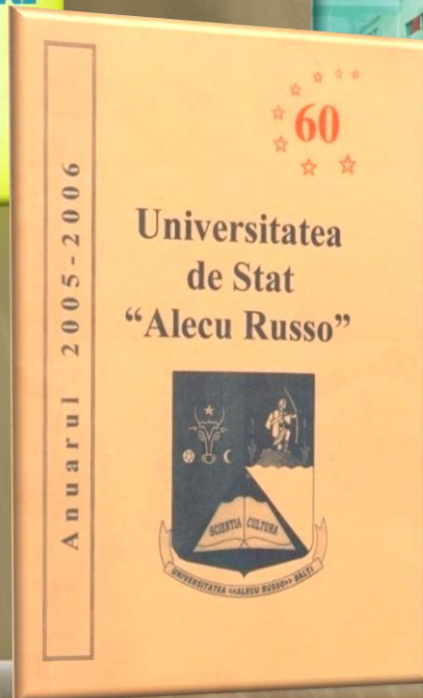 60
Universitatea
de Stat
“Alecu Russo”
Anuarul 2005-2006
SCIENTIA CULTURA
UNIVERSITATEA <<ALECU RUSSO>> BĂLŢI